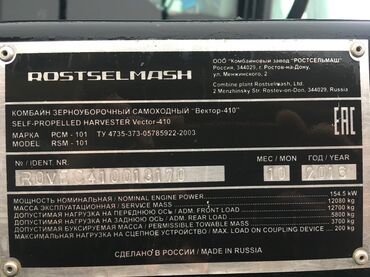 ROSTSELMASH
ООО "Комбайновый завод "РОСТСЕЛЬМАШ"
Россия, 344029, г. Ростов-на-Дону,
ул. Менжинского, 2
Combine plant Rostselmash, Ltd.
2 Menzhinsky Street, Rostov-on-Don, 344029, Russia
КОМБАЙН ЗЕРНОУБОРОЧНЫЙ САМОХОДНЫЙ "Вектор-410"
SELF-PROPELLED HARVESTER Vector-410
МАРКА РСМ - 101 ТУ 4735-373-05785922-2003
MODEL RSM - 101
EAC
№ / IDENT. NR. МЕС / MO ГОД / YEAR
10 2016
МОЩНОСТЬ НОМИНАЛЬНАЯ / NOMINAL ENGINE POWER 154.5 kW
МАССА ЭКСПЛУАТАЦИОННАЯ / SERVICE MASS 12080 kg
ДОПУСТИМАЯ НАГРУЗКА НА ПЕРЕДНЮЮ ОСЬ / ADM. FRONT LOAD 12780 kg
ДОПУСТИМАЯ НАГРУЗКА НА ЗАДНЮЮ ОСЬ / ADM. REAR LOAD 5800 kg
ДОПУСТИМАЯ БУКСИРУЕМАЯ МАССА / PERMISSIBLE TOWABLE MASS 3700 kg
МАКСИМАЛЬНАЯ НАГРУЗКА НА СЦЕПНОЕ УСТРОЙСТВО / MAX. LOAD ON COUPLING DEVICE 200 kg
СДЕЛАНО В РОССИИ / MADE IN RUSSIA